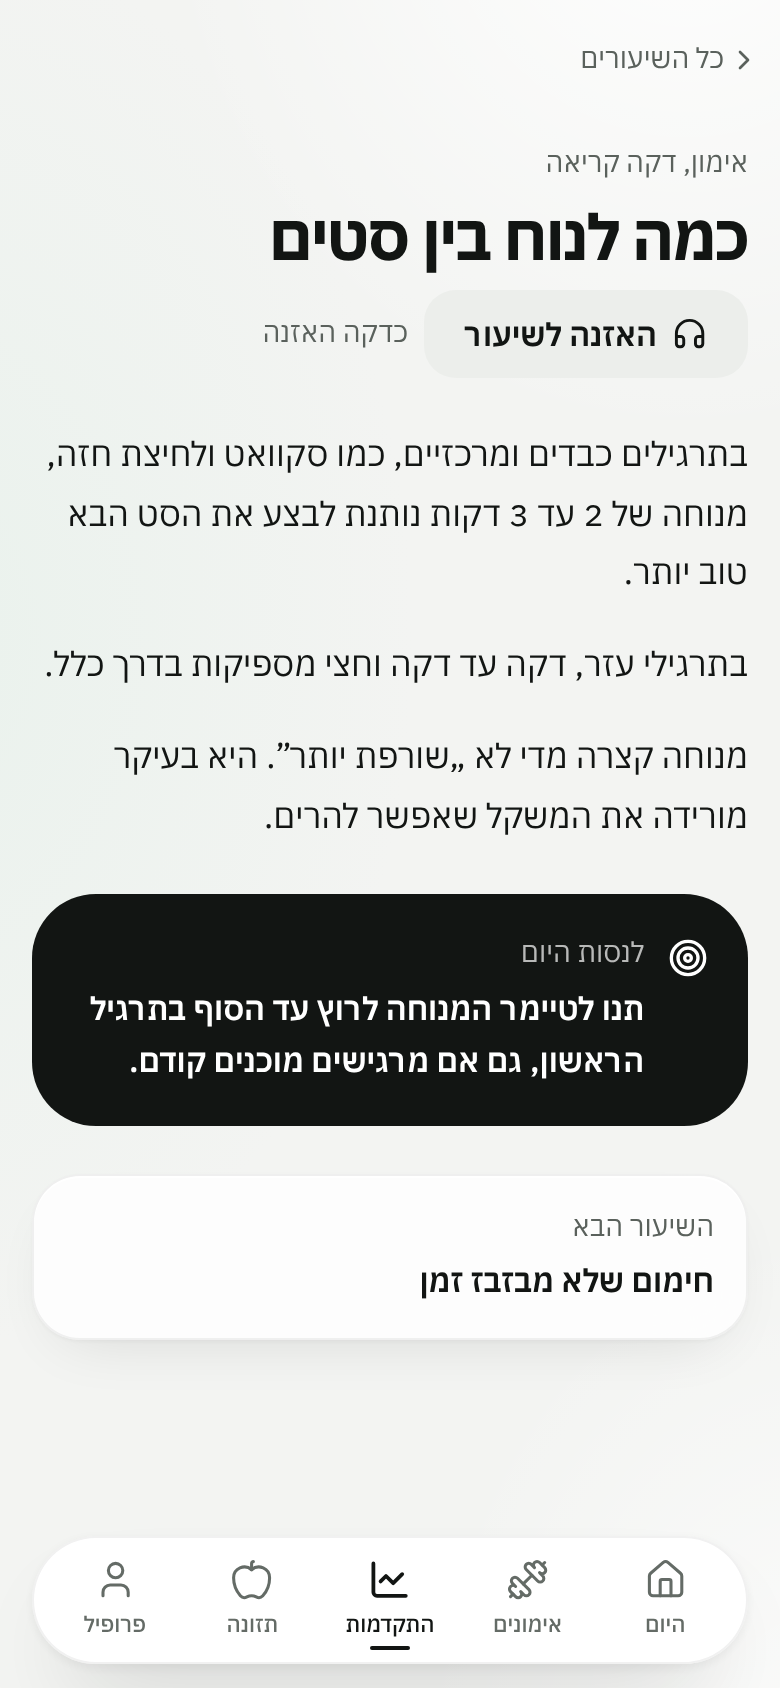 כל השיעורים
אימון, דקה קריאה
כמה לנוח בין סטים
האזנה לשיעור
כדקה האזנה
בתרגילים כבדים ומרכזיים, כמו סקוואט ולחיצת חזה,
מנוחה של 2 עד 3 דקות נותנת לבצע את הסט הבא
טוב יותר.
בתרגילי עזר, דקה עד דקה וחצי מספיקות בדרך כלל.
מנוחה קצרה מדי לא „שורפת יותר”. היא בעיקר
מורידה את המשקל שאפשר להרים.
לנסות היום
תנו לטיימר המנוחה לרוץ עד הסוף בתרגיל
הראשון, גם אם מרגישים מוכנים קודם.
השיעור הבא
חימום שלא מבזבז זמן
היום
אימונים
התקדמות
תזונה
פרופיל